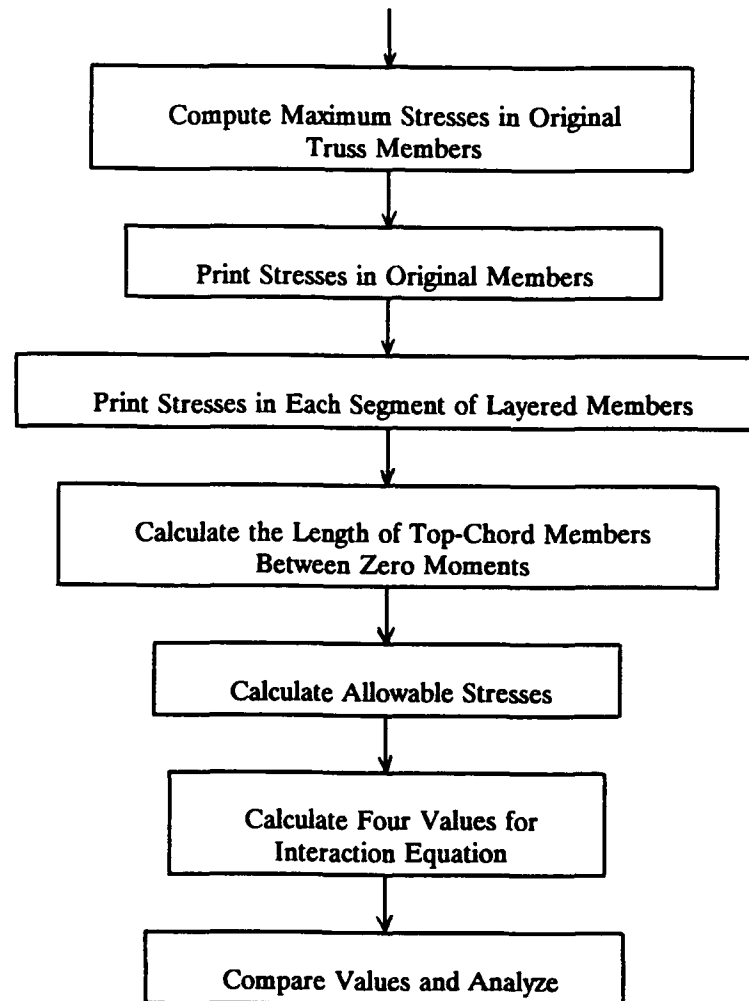 Compute Maximum Stresses in Original
Truss Members
Print Stresses in Original Members
Print Stresses in Each Segment of Layered Members
Calculate the Length of Top-Chord Members
Between Zero Moments
Calculate Allowable Stresses
Calculate Four Values for
Interaction Equation
Compare Values and Analyze